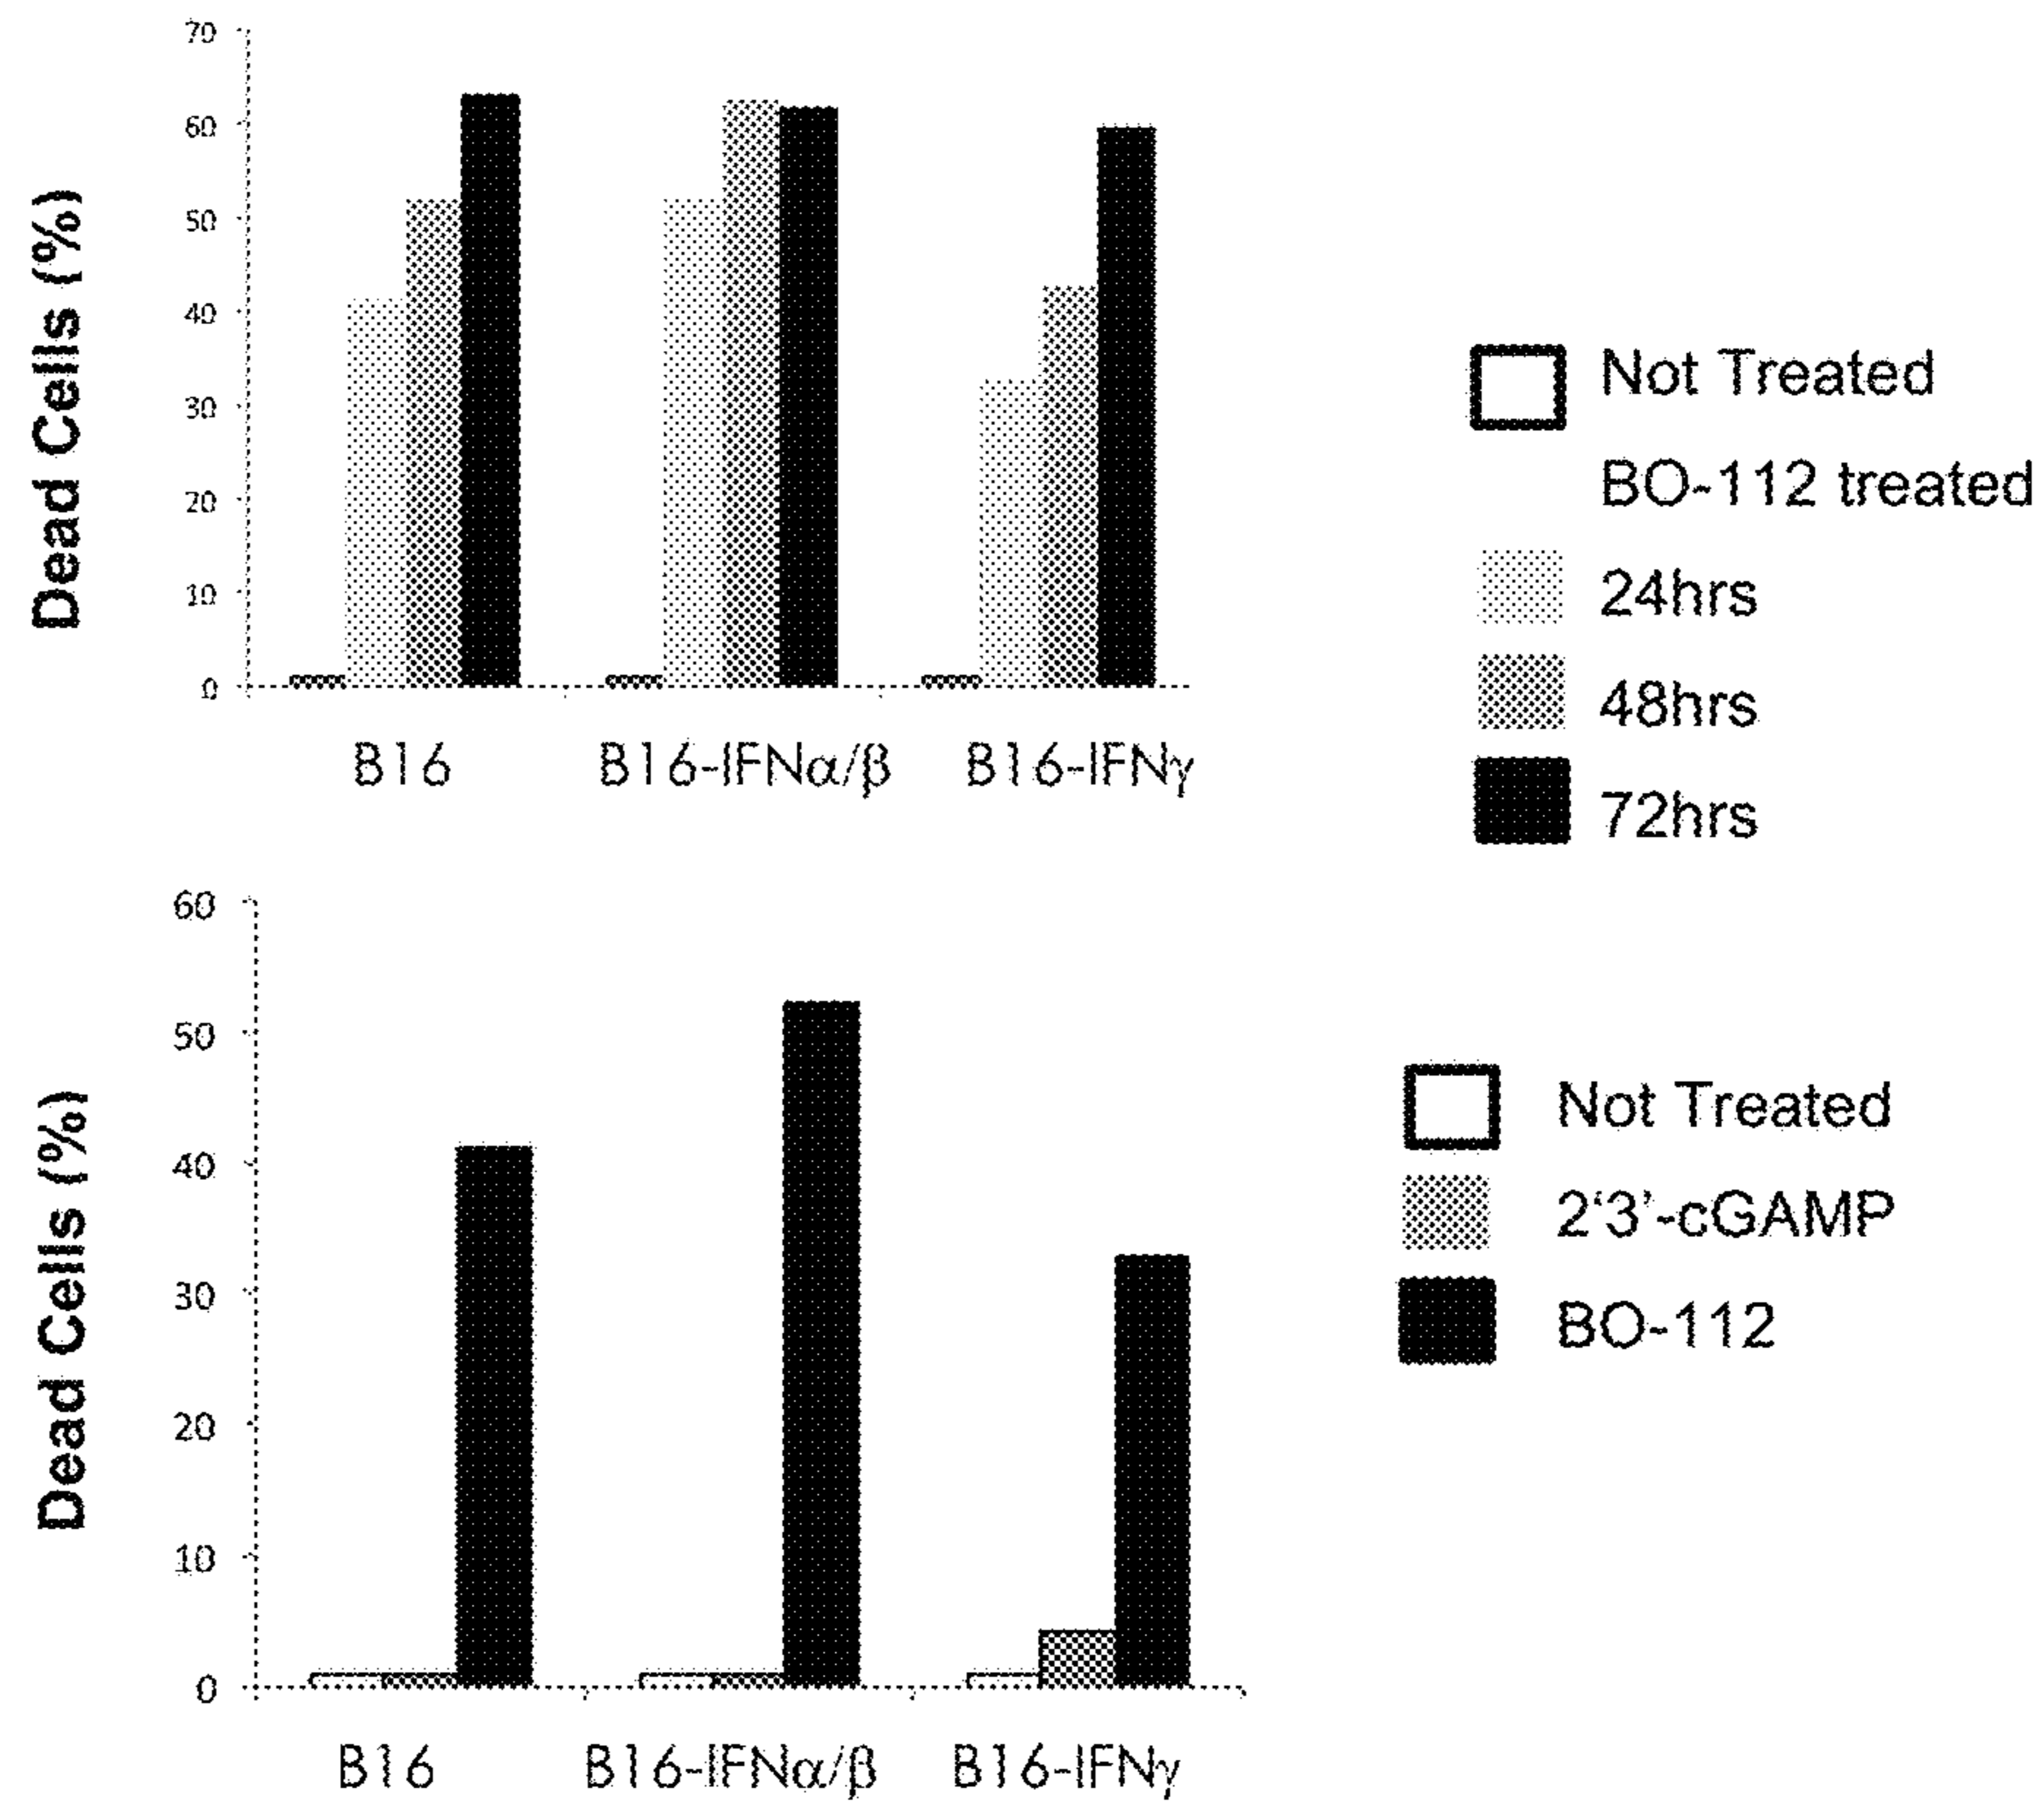 Dead Cells (%)
70
60
50
40
30
20
10
0
B16
B16-IFNα/β
B16-IFNγ
Not Treated
BO-112 treated
24hrs
48hrs
72hrs
Dead Cells (%)
60
50
40
30
20
10
0
B16
B16-IFNα/β
B16-IFNγ
Not Treated
2‘3’-cGAMP
BO-112